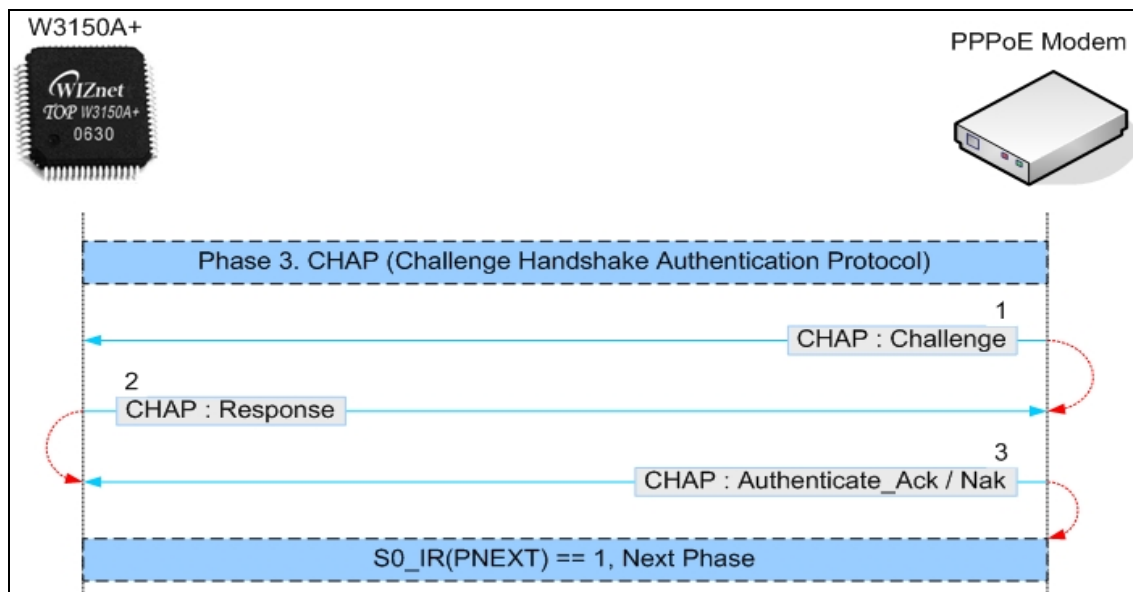 W3150A+
PPPoE Modem
WIZnet
TOP W3150A+
0630
Phase 3. CHAP (Challenge Handshake Authentication Protocol)
1
CHAP : Challenge
2
CHAP : Response
3
CHAP : Authenticate_Ack / Nak
S0_IR(PNEXT) == 1, Next Phase